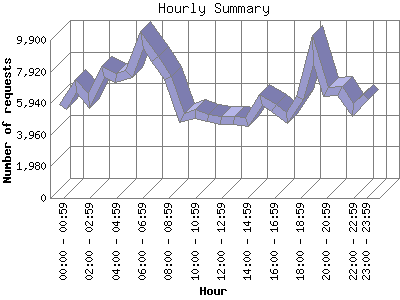 Hourly Summary
Number of requests
9,900
7,920
5,940
3,960
1,980
0
00:00 - 00:59
02:00 - 02:59
04:00 - 04:59
06:00 - 06:59
08:00 - 08:59
10:00 - 10:59
12:00 - 12:59
14:00 - 14:59
16:00 - 16:59
18:00 - 18:59
20:00 - 20:59
22:00 - 22:59
23:00 - 23:59
Hour